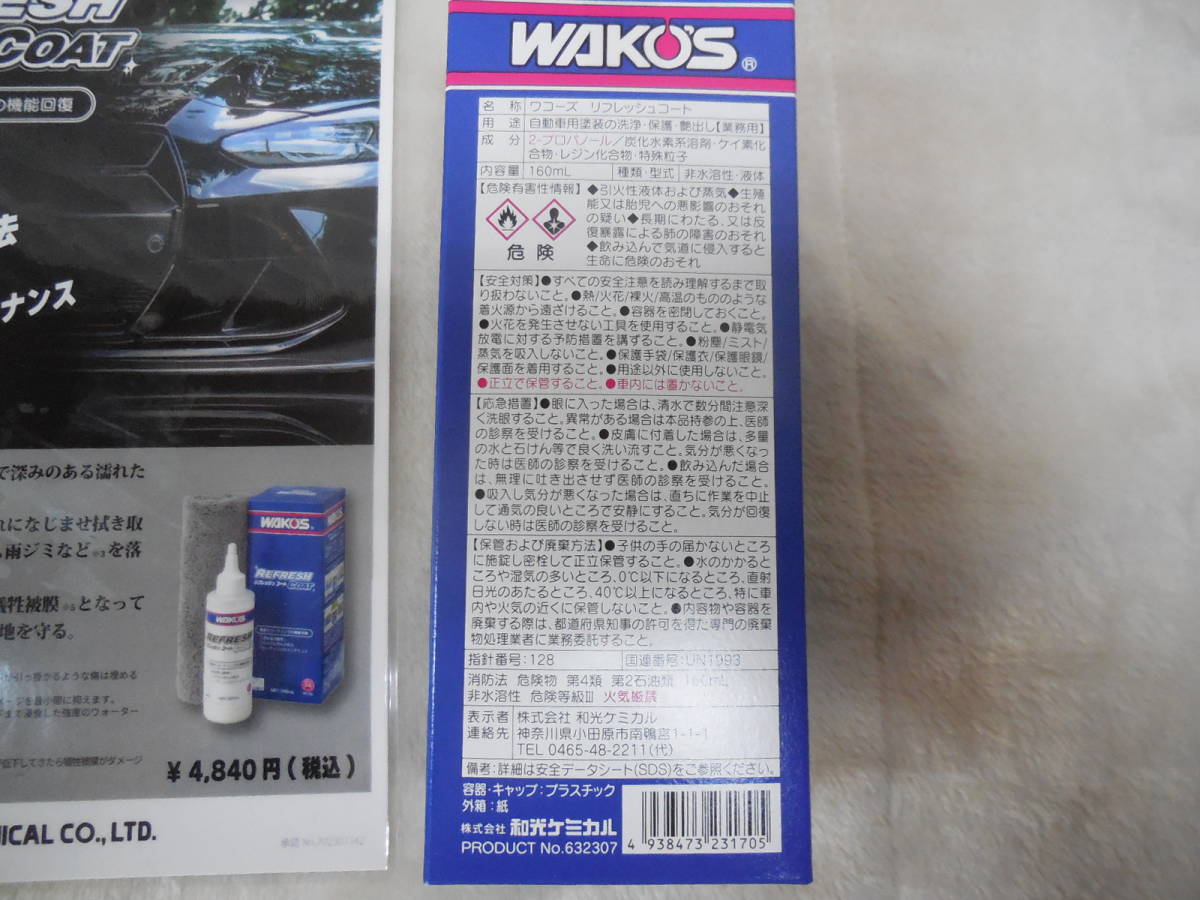 RESH
COAT
の機能回復
法
ナンス
で深みのある濡れた
れになじませ拭き取
雨ジミなど※3を落
犠牲被膜※5となって
地を守る。
WAKO'S
REFRESH
COAT
WAKO'S
REFRESH
¥4,840円(税込)
ICAL CO., LTD.
WAKO'S®
名 称 ワコーズ リフレッシュコート
用 途 自動車用塗装の洗浄・保護・艶出し【業務用】
成 分 2-プロパノール/炭化水素系溶剤・ケイ素化
合物・レジン化合物・特殊粒子
内容量 160mL 種類・型式 非水溶性・液体
【危険有害性情報】◆引火性液体および蒸気◆生殖
能又は胎児への悪影響のおそれ
の疑い◆長期にわたる、又は反
復暴露による肺の障害のおそれ
◆飲み込んで気道に侵入すると
生命に危険のおそれ
危険
【安全対策】●すべての安全注意を読み理解するまで取
り扱わないこと。●熱/火花/裸火/高温のもののような
着火源から遠ざけること。●容器を密閉しておくこと。
●火花を発生させない工具を使用すること。●静電気
放電に対する予防措置を講ずること。●粉塵/ミスト/
蒸気を吸入しないこと。●保護手袋/保護衣/保護眼鏡/
保護面を着用すること。●用途以外に使用しないこと。
●正立で保管すること。●車内には置かないこと。
【応急措置】●眼に入った場合は、清水で数分間注意深
く洗眼すること。異常がある場合は本品持参の上、医師
の診察を受けること。●皮膚に付着した場合は、多量
の水と石けん等で良く洗い流すこと。気分が悪くなっ
た時は医師の診察を受けること。●飲み込んだ場合
は、無理に吐き出させず医師の診察を受けること。
●吸入し気分が悪くなった場合は、直ちに作業を中止
して通気の良いところで安静にすること。気分が回復
しない時は医師の診察を受けること。
【保管および廃棄方法】●子供の手の届かないところ
に施錠し密栓して正立保管すること。●水のかかると
ころや湿気の多いところ、0℃以下になるところ、直射
日光のあたるところ、40℃以上になるところ、特に車
内や火気の近くに保管しないこと。●内容物や容器を
廃棄する際は、都道府県知事の許可を得た専門の廃棄
物処理業者に業務委託すること。
指針番号:128 国連番号:UN1993
消防法 危険物 第4類 第2石油類 160mL
非水溶性 危険等級Ⅲ 火気厳禁
表示者 株式会社 和光ケミカル
連絡先 神奈川県小田原市南鴨宮1-1-1
TEL 0465-48-2211(代)
備考:詳細は安全データシート(SDS)をご参照ください。
容器・キャップ:プラスチック
外箱:紙
株式会社 和光ケミカル
PRODUCT No.632307
4 938473 231705